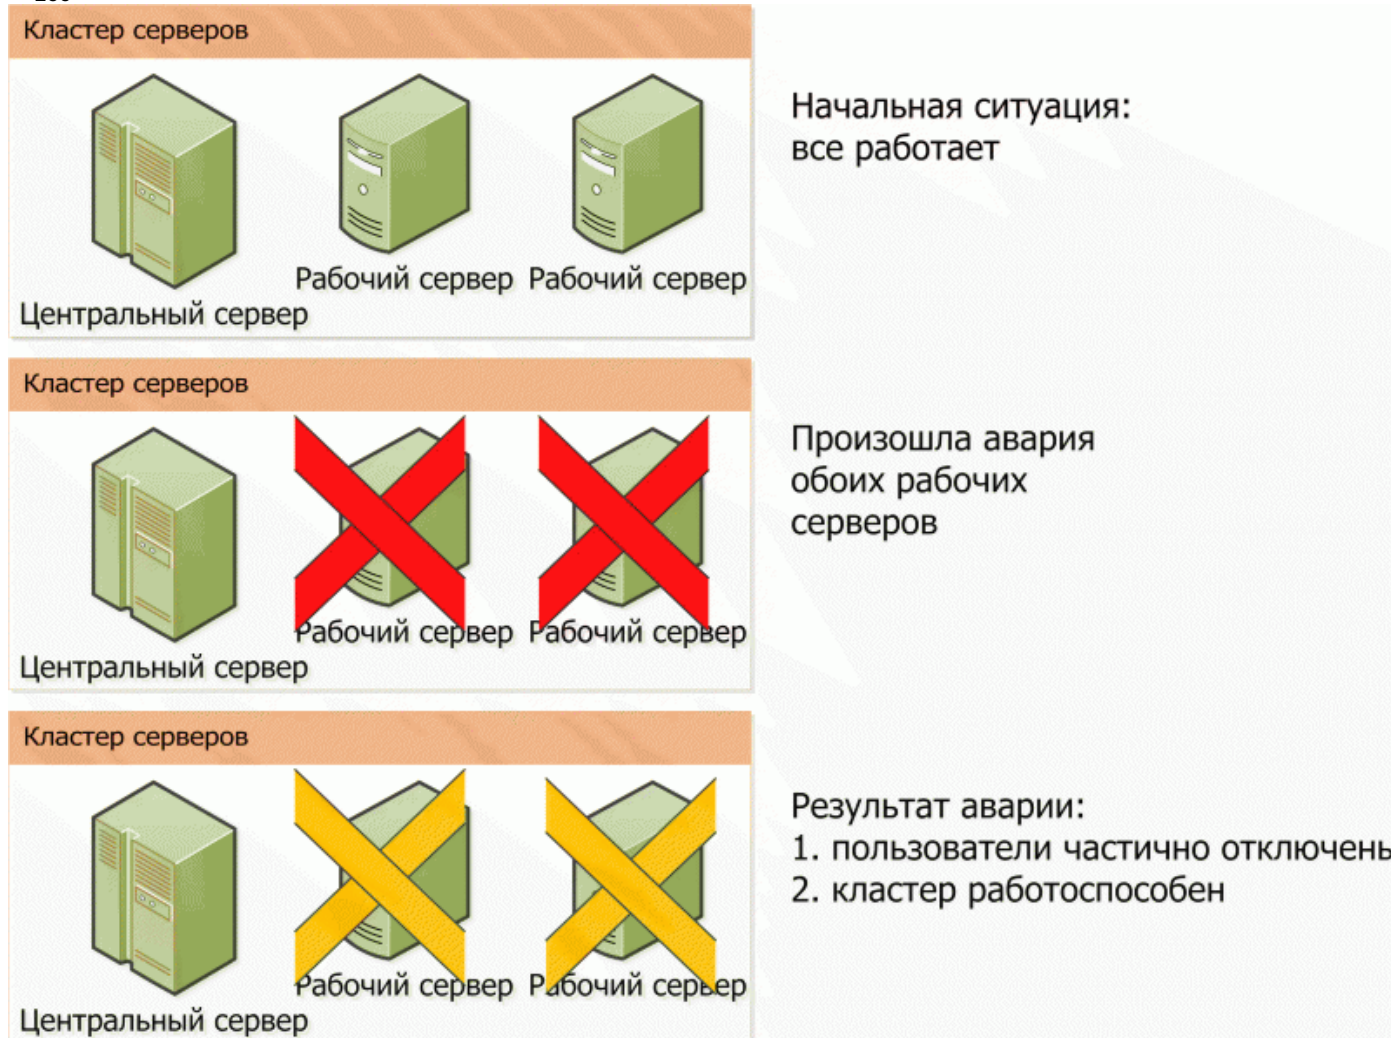 Кластер серверов
Начальная ситуация:
все работает
Рабочий сервер Рабочий сервер
Центральный сервер
Кластер серверов
Произошла авария
обоих рабочих
серверов
Рабочий сервер Рабочий сервер
Центральный сервер
Кластер серверов
Результат аварии:
1. пользователи частично отключены
2. кластер работоспособен
Рабочий сервер Рабочий сервер
Центральный сервер